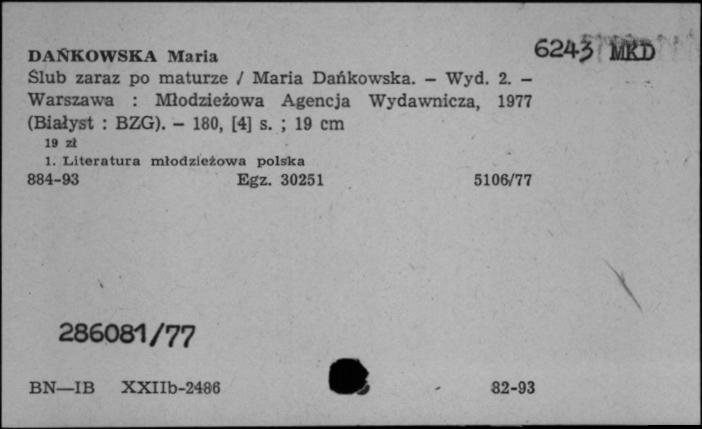 6243 MKD
DAŃKOWSKA Maria
Ślub zaraz po maturze / Maria Dańkowska. – Wyd. 2. –
Warszawa : Młodzieżowa Agencja Wydawnicza, 1977
(Białyst : BZG). – 180, [4] s. ; 19 cm
19 zł
1. Literatura młodzieżowa polska
884-93 Egz. 30251 5106/77
286081/77
BN—IB XXIIb-2486 82-93